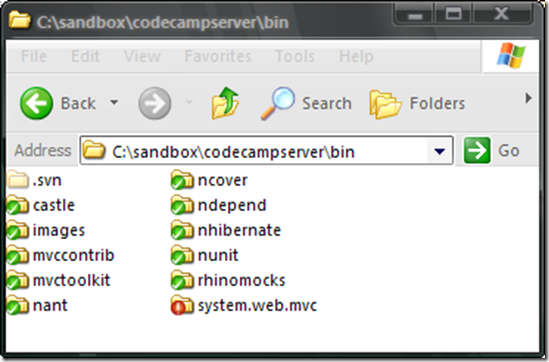 C:\sandbox\codecampserver\bin
File Edit View Favorites Tools Help
Back Search Folders
Address C:\sandbox\codecampserver\bin Go
.svn ncover
castle ndepend
images nhibernate
mvccontrib nunit
mvctoolkit rhinomocks
nant system.web.mvc